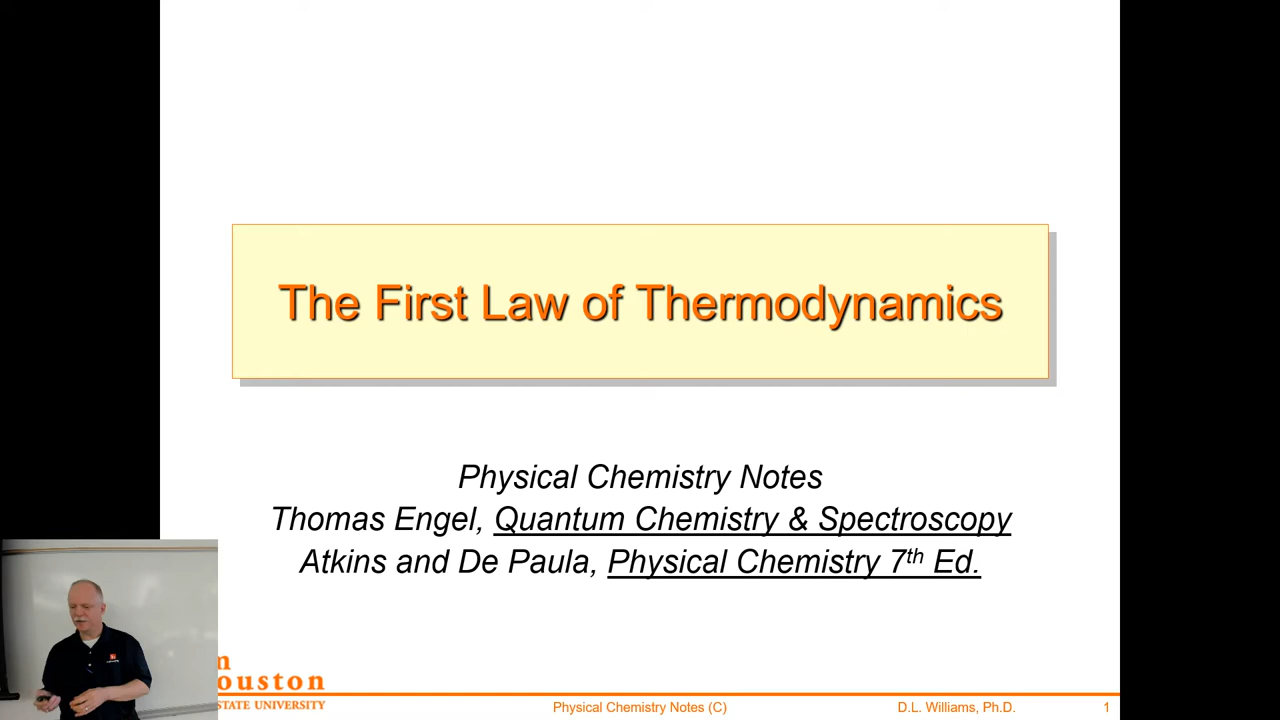 The First Law of Thermodynamics
Physical Chemistry Notes
Thomas Engel, Quantum Chemistry & Spectroscopy
Atkins and De Paula, Physical Chemistry 7th Ed.
ouston
STATE UNIVERSITY
Physical Chemistry Notes (C)
D.L. Williams, Ph.D.
1